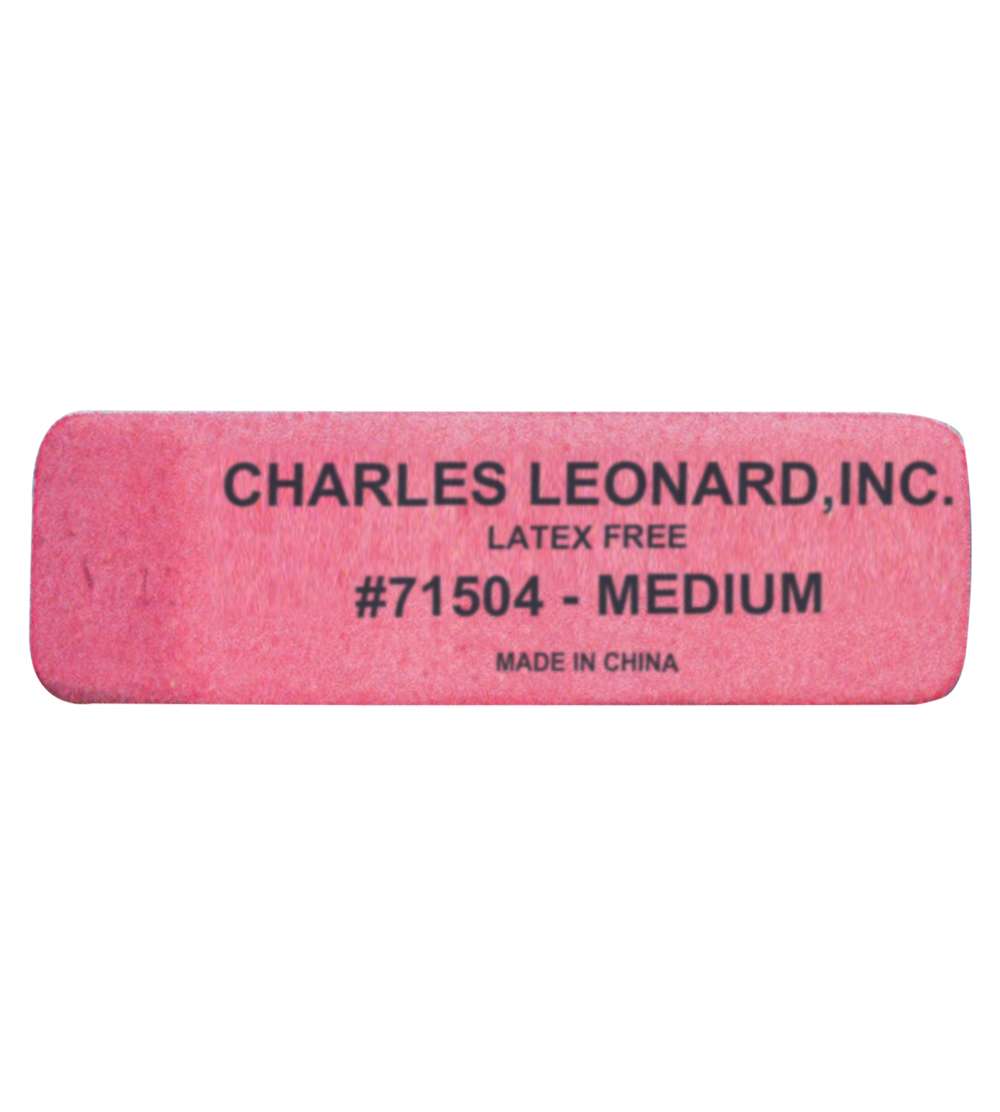 CHARLES LEONARD,INC.
LATEX FREE
#71504 - MEDIUM
MADE IN CHINA